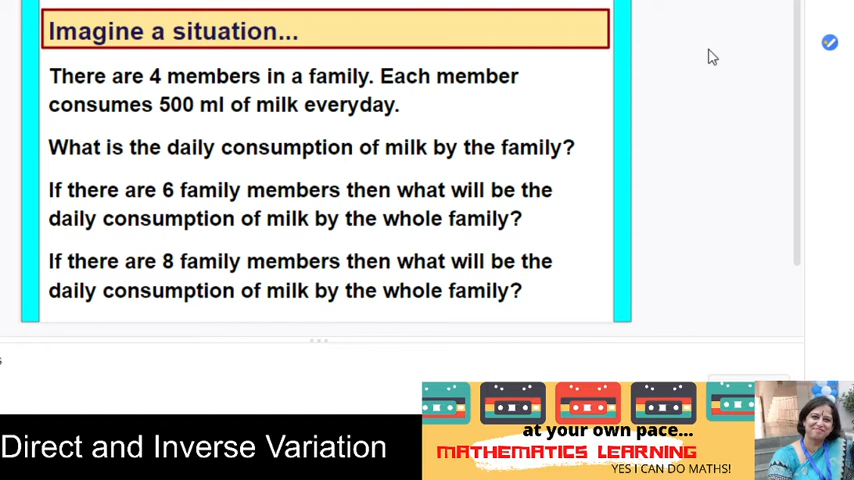 Imagine a situation...
There are 4 members in a family. Each member
consumes 500 ml of milk everyday.
What is the daily consumption of milk by the family?
If there are 6 family members then what will be the
daily consumption of milk by the whole family?
If there are 8 family members then what will be the
daily consumption of milk by the whole family?
s
Direct and Inverse Variation
at your own pace...
MATHEMATICS LEARNING
YES I CAN DO MATHS!